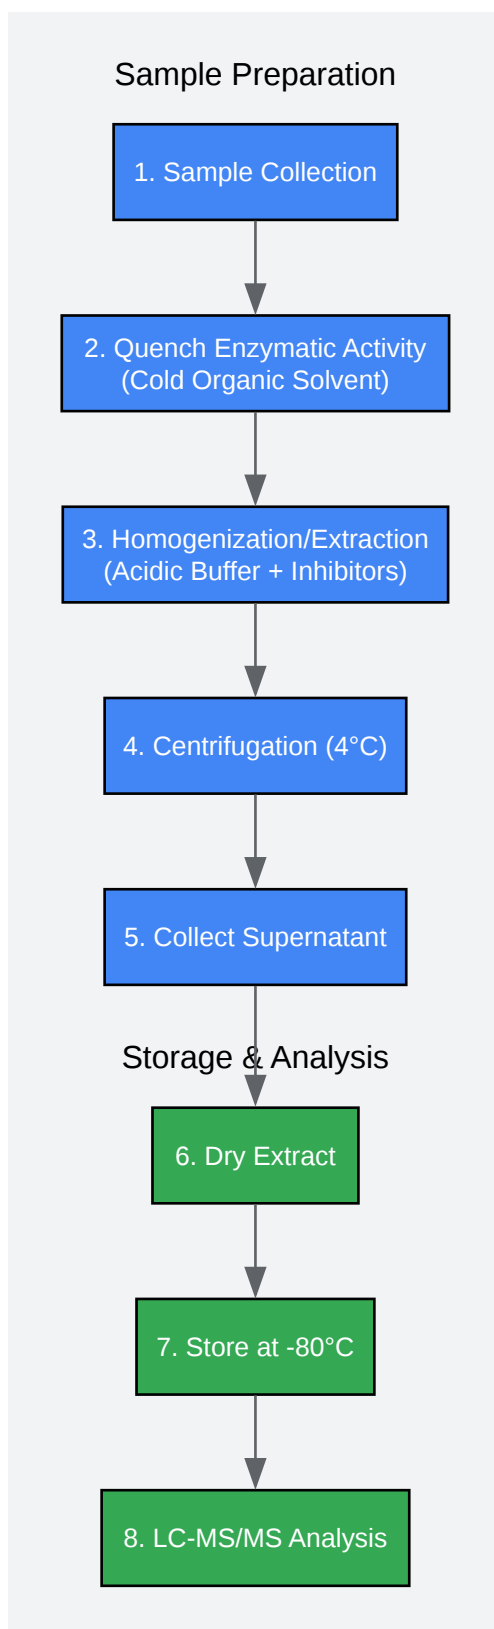 Sample Preparation
1. Sample Collection
2. Quench Enzymatic Activity
(Cold Organic Solvent)
3. Homogenization/Extraction
(Acidic Buffer + Inhibitors)
4. Centrifugation (4°C)
5. Collect Supernatant
Storage & Analysis
6. Dry Extract
7. Store at -80°C
8. LC-MS/MS Analysis